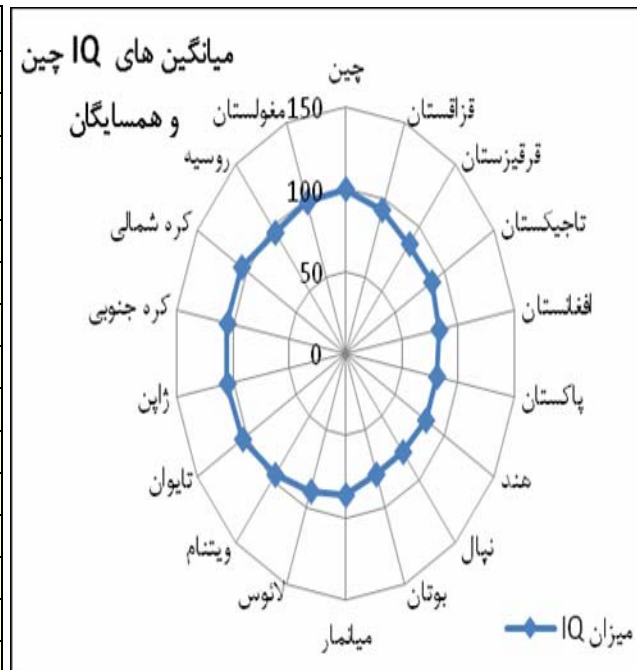 میانگین های IQ چین
و همسایگان
چین
قزاقستان
قرقیزستان
تاجیکستان
افغانستان
پاکستان
هند
نپال
بوتان
میانمار
لائوس
ویتنام
تایوان
ژاپن
کره جنوبی
کره شمالی
روسیه
مغولستان
150
100
50
0
میزان IQ